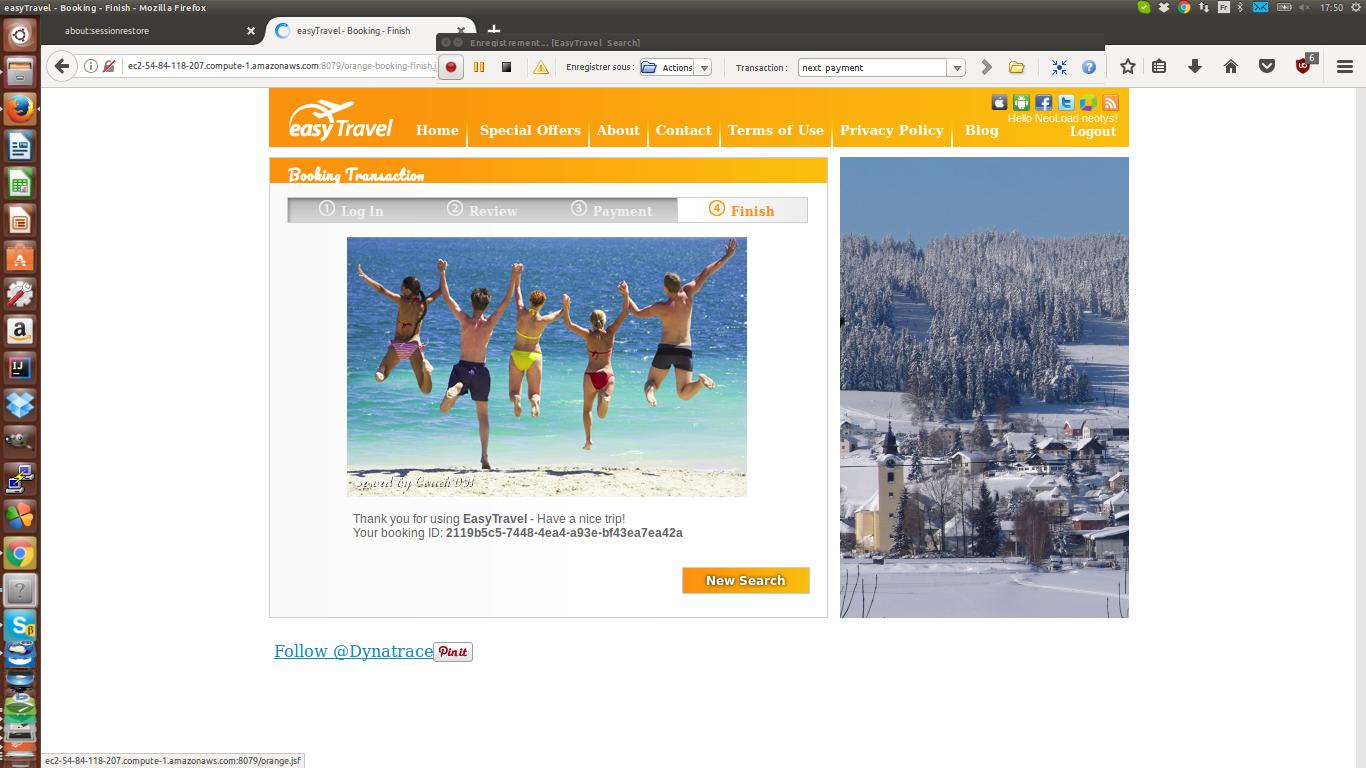 easyTravel - Booking - Finish - Mozilla Firefox
Fr
17:50
about:sessionrestore
easyTravel - Booking - Finish
Enregistrement... [EasyTravel Search]
ec2-54-84-118-207.compute-1.amazonaws.com:8079/orange-booking-finish.j
Enregistrer sous :
Actions
Transaction :
next payment
6
easyTravel
Hello NeoLoad neotys!
Home
Special Offers
About
Contact
Terms of Use
Privacy Policy
Blog
Logout
Booking Transaction
1 Log In
2 Review
3 Payment
4 Finish
Thank you for using EasyTravel - Have a nice trip!
Your booking ID: 2119b5c5-7448-4ea4-a93e-bf43ea7ea42a
New Search
Follow @Dynatrace
Pin it
ec2-54-84-118-207.compute-1.amazonaws.com:8079/orange.jsf